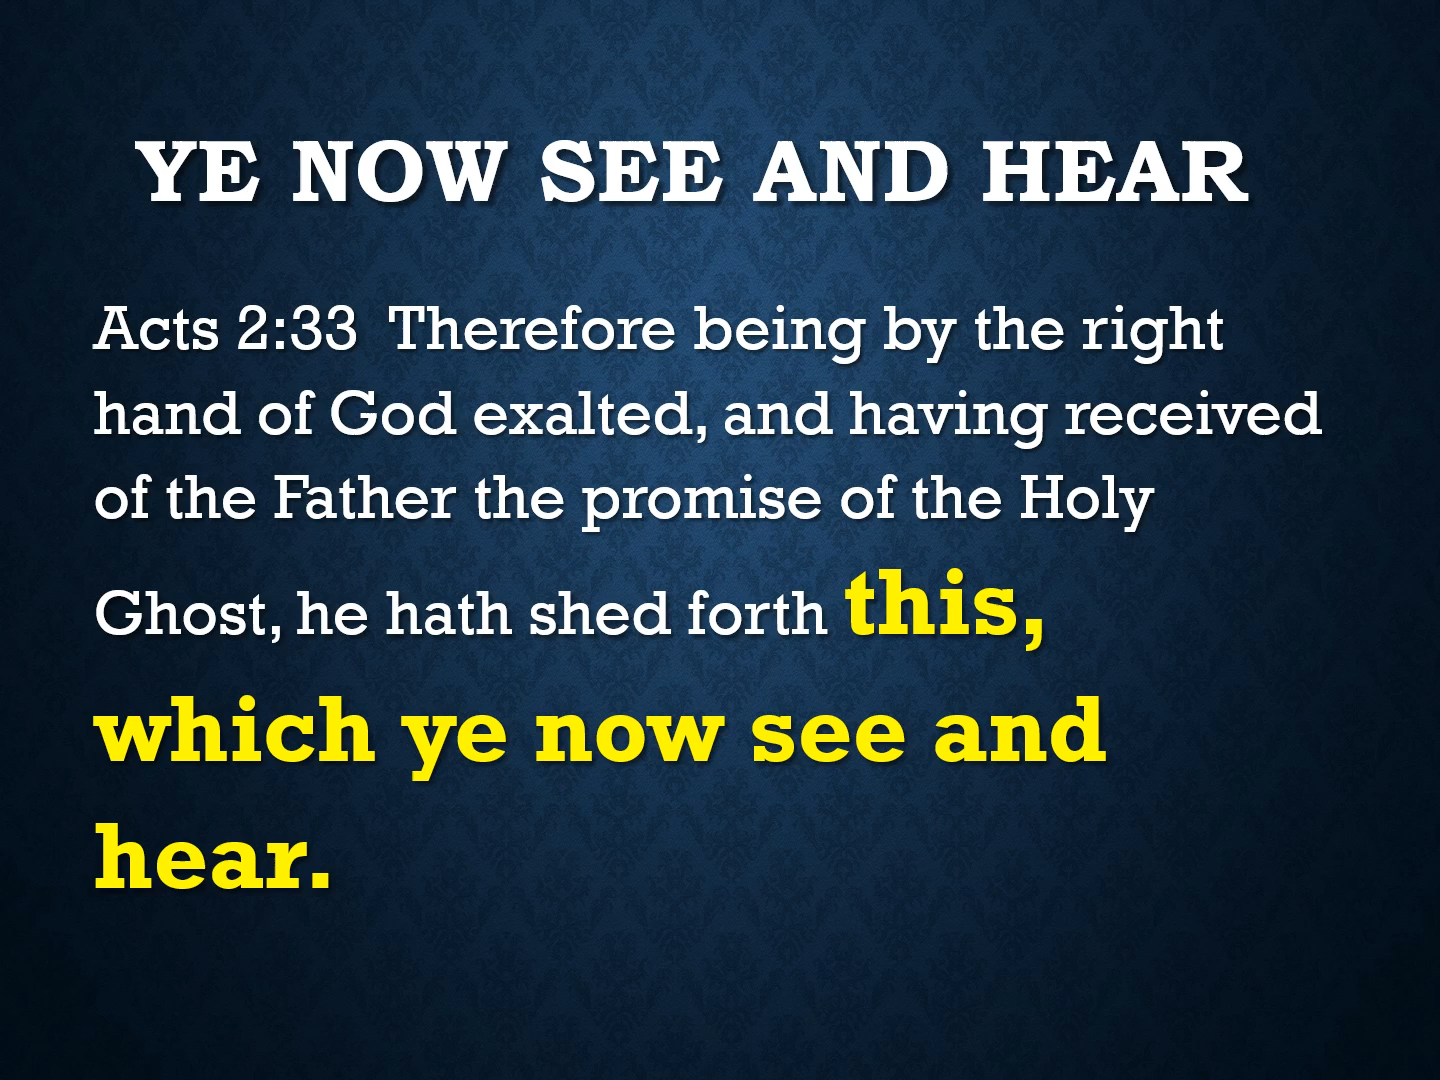 YE NOW SEE AND HEAR
Acts 2:33  Therefore being by the right
hand of God exalted, and having received
of the Father the promise of the Holy
Ghost, he hath shed forth this,
which ye now see and
hear.